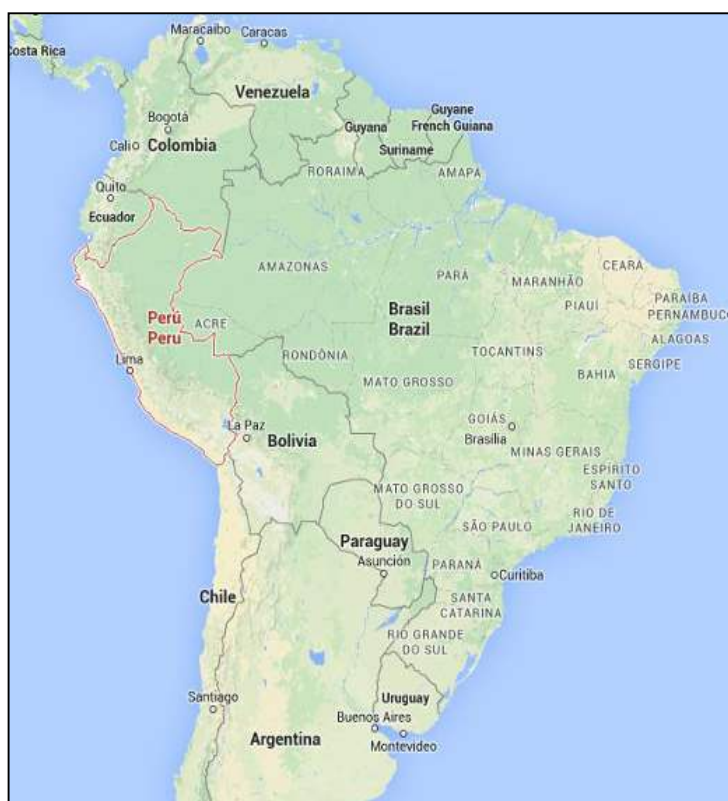 Maracaibo
Caracas
Costa Rica
Venezuela
Bogotá
Guyane
French Guiana
Guyana
Cali
Colombia
Suriname
RORAIMA
AMAPÁ
Quito
Ecuador
AMAZONAS
PARÁ
MARANHÃO
CEARA
PIAUÍ
PARAÍBA
PERNAMBUCO
Perú
Peru
ACRE
Brasil
Brazil
ALAGOAS
Lima
RONDÔNIA
TOCANTINS
SERGIPE
BAHIA
MATO GROSSO
GOIÁS
La Paz
Bolivia
Brasília
MINAS GERAIS
ESPÍRITO
SANTO
MATO GROSSO
DO SUL
SÃO PAULO
RIO DE
JANEIRO
Paraguay
Asunción
PARANÁ
Curitiba
Chile
SANTA
CATARINA
RIO GRANDE
DO SUL
Santiago
Uruguay
Buenos Aires
Argentina
Montevideo